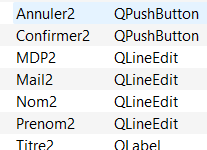 Annuler2 QPushButton
Confirmer2 QPushButton
MDP2 QLineEdit
Mail2 QLineEdit
Nom2 QLineEdit
Prenom2 QLineEdit
Titre2 QLabel